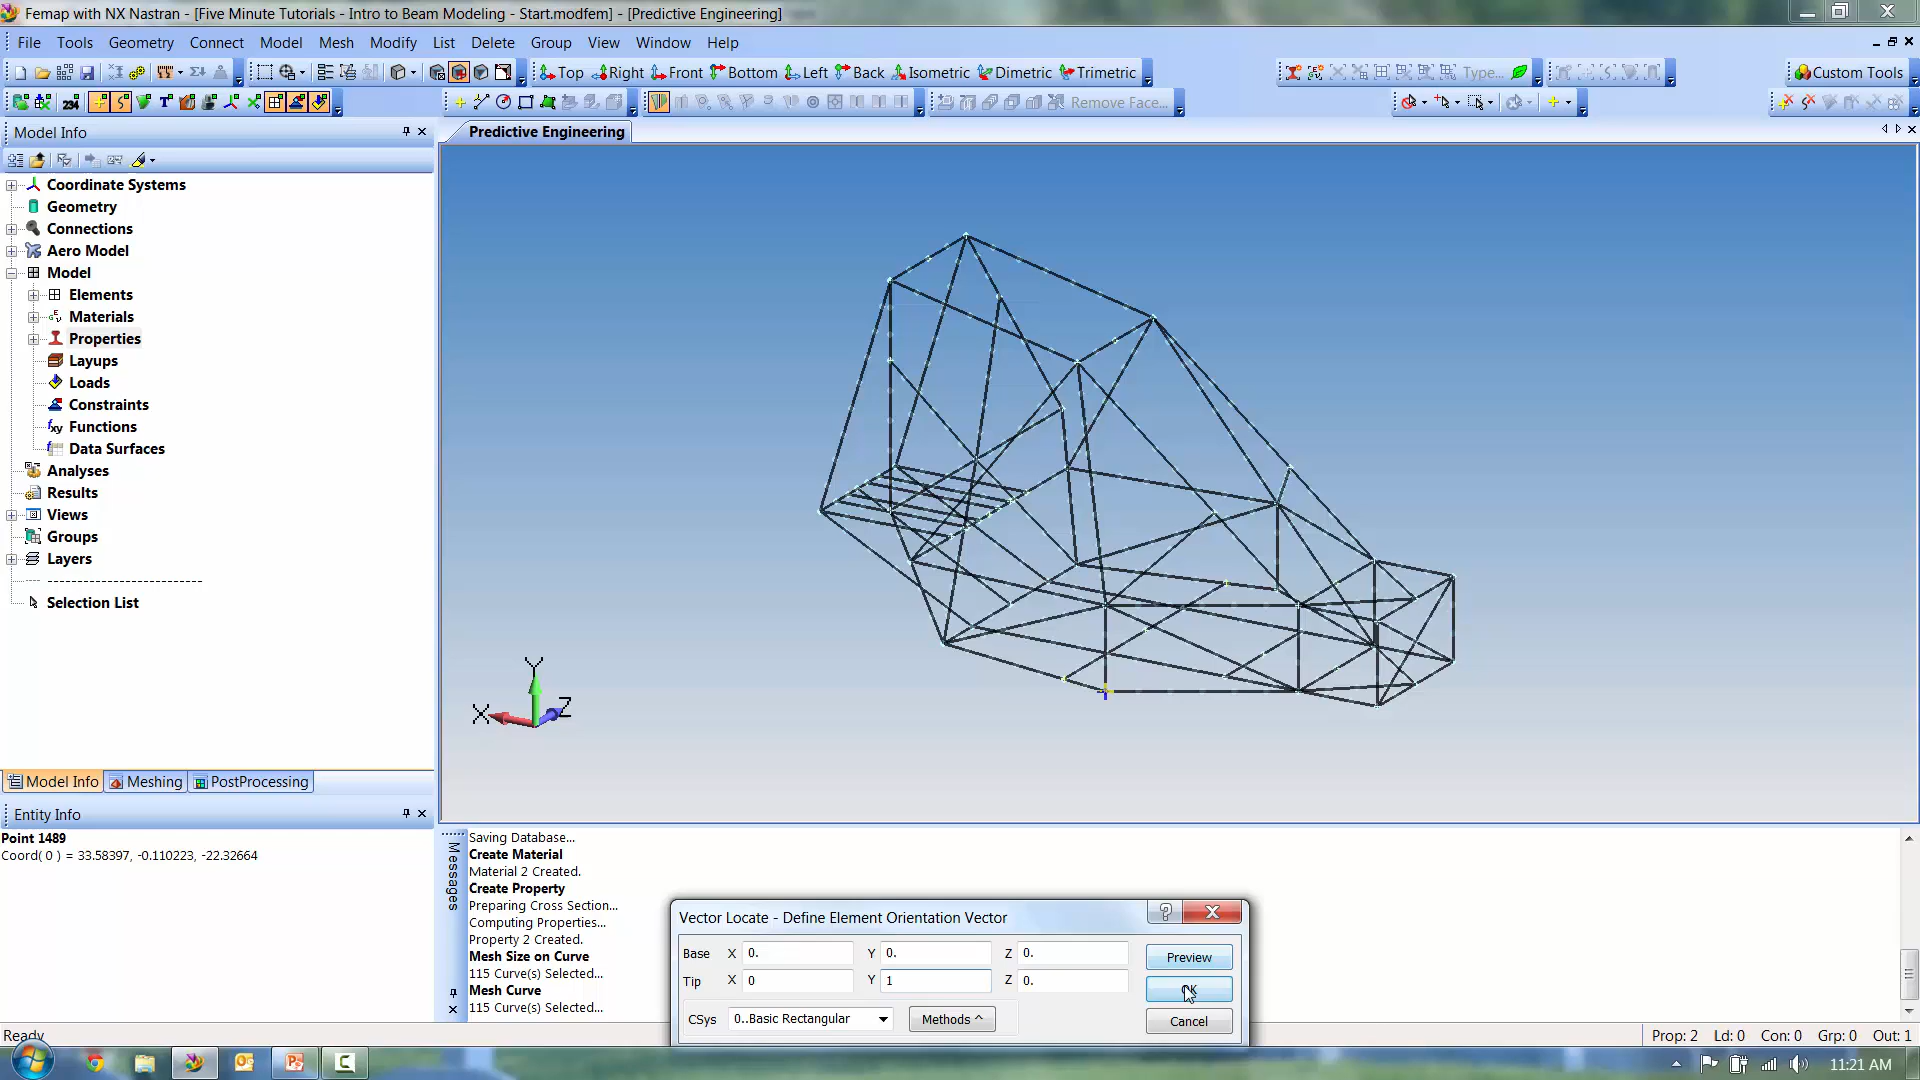 Femap with NX Nastran - [Five Minute Tutorials - Intro to Beam Modeling - Start.modfem] - [Predictive Engineering]
File Tools Geometry Connect Model Mesh Modify List Delete Group View Window Help
Top Right Front Bottom Left Back Isometric Dimetric Trimetric Type... Custom Tools
234 Remove Face...
Model Info
Predictive Engineering
Coordinate Systems
Geometry
Connections
Aero Model
Model
Elements
Materials
Properties
Layups
Loads
Constraints
Functions
Data Surfaces
Analyses
Results
Views
Groups
Layers
Selection List
Y
X Z
Model Info Meshing PostProcessing
Entity Info
Point 1489
Coord( 0 ) = 33.58397, -0.110223, -22.32664
Messages
Saving Database...
Create Material
Material 2 Created.
Create Property
Preparing Cross Section...
Computing Properties...
Property 2 Created.
Mesh Size on Curve
115 Curve(s) Selected...
Mesh Curve
115 Curve(s) Selected...
Vector Locate - Define Element Orientation Vector
Base X 0. Y 0. Z 0. Preview
Tip X 0 Y 1 Z 0. OK
CSys 0..Basic Rectangular Methods ^ Cancel
Ready Prop: 2 Ld: 0 Con: 0 Grp: 0 Out: 1
11:21 AM